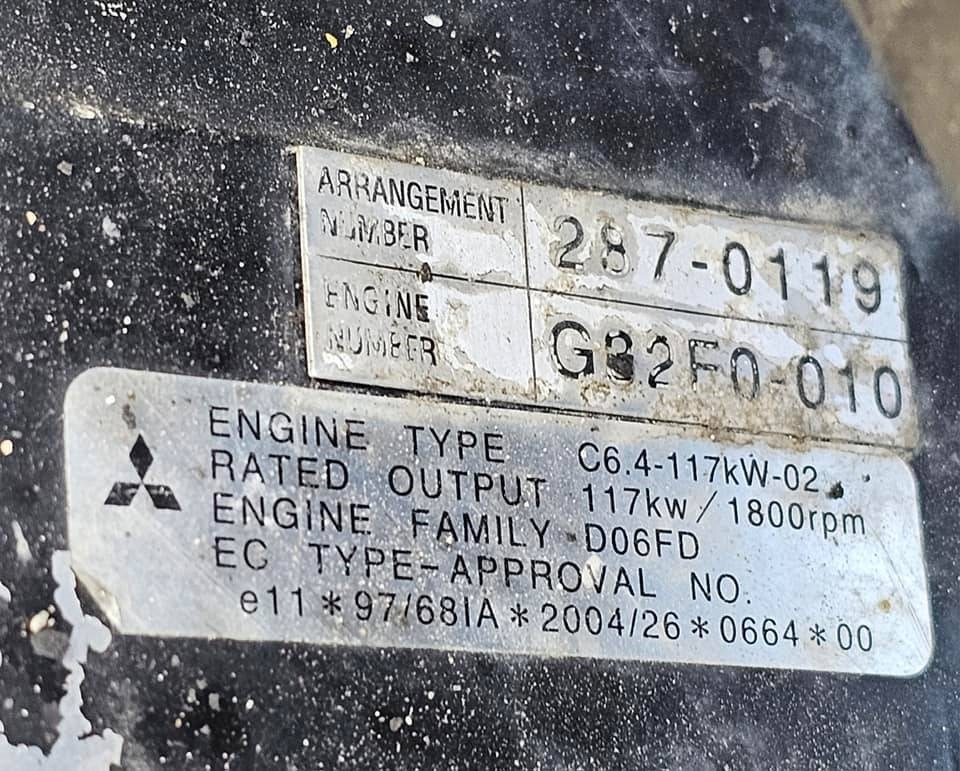 ARRANGEMENT NUMBER 287-0119
ENGINE NUMBER G32F0-010
ENGINE TYPE C6.4-117kW-02
RATED OUTPUT 117kw/1800rpm
ENGINE FAMILY D06FD
EC TYPE-APPROVAL NO.
e11*97/68IA*2004/26*0664*00